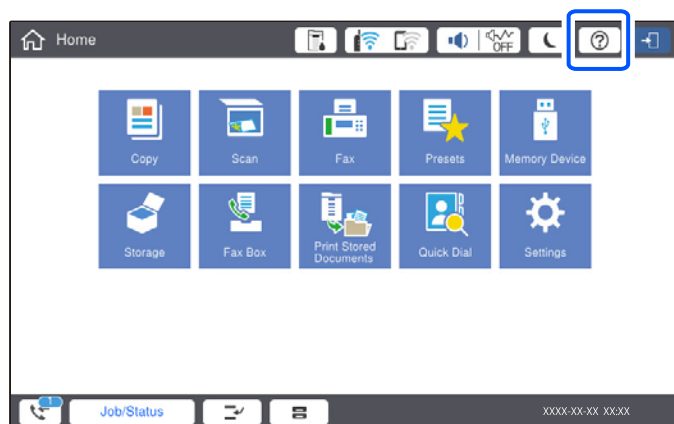 Home
OFF
Copy
Scan
Fax
Presets
Memory Device
Storage
Fax Box
Print Stored
Documents
Quick Dial
Settings
1
Job/Status
XXXX-XX-XX XX:XX